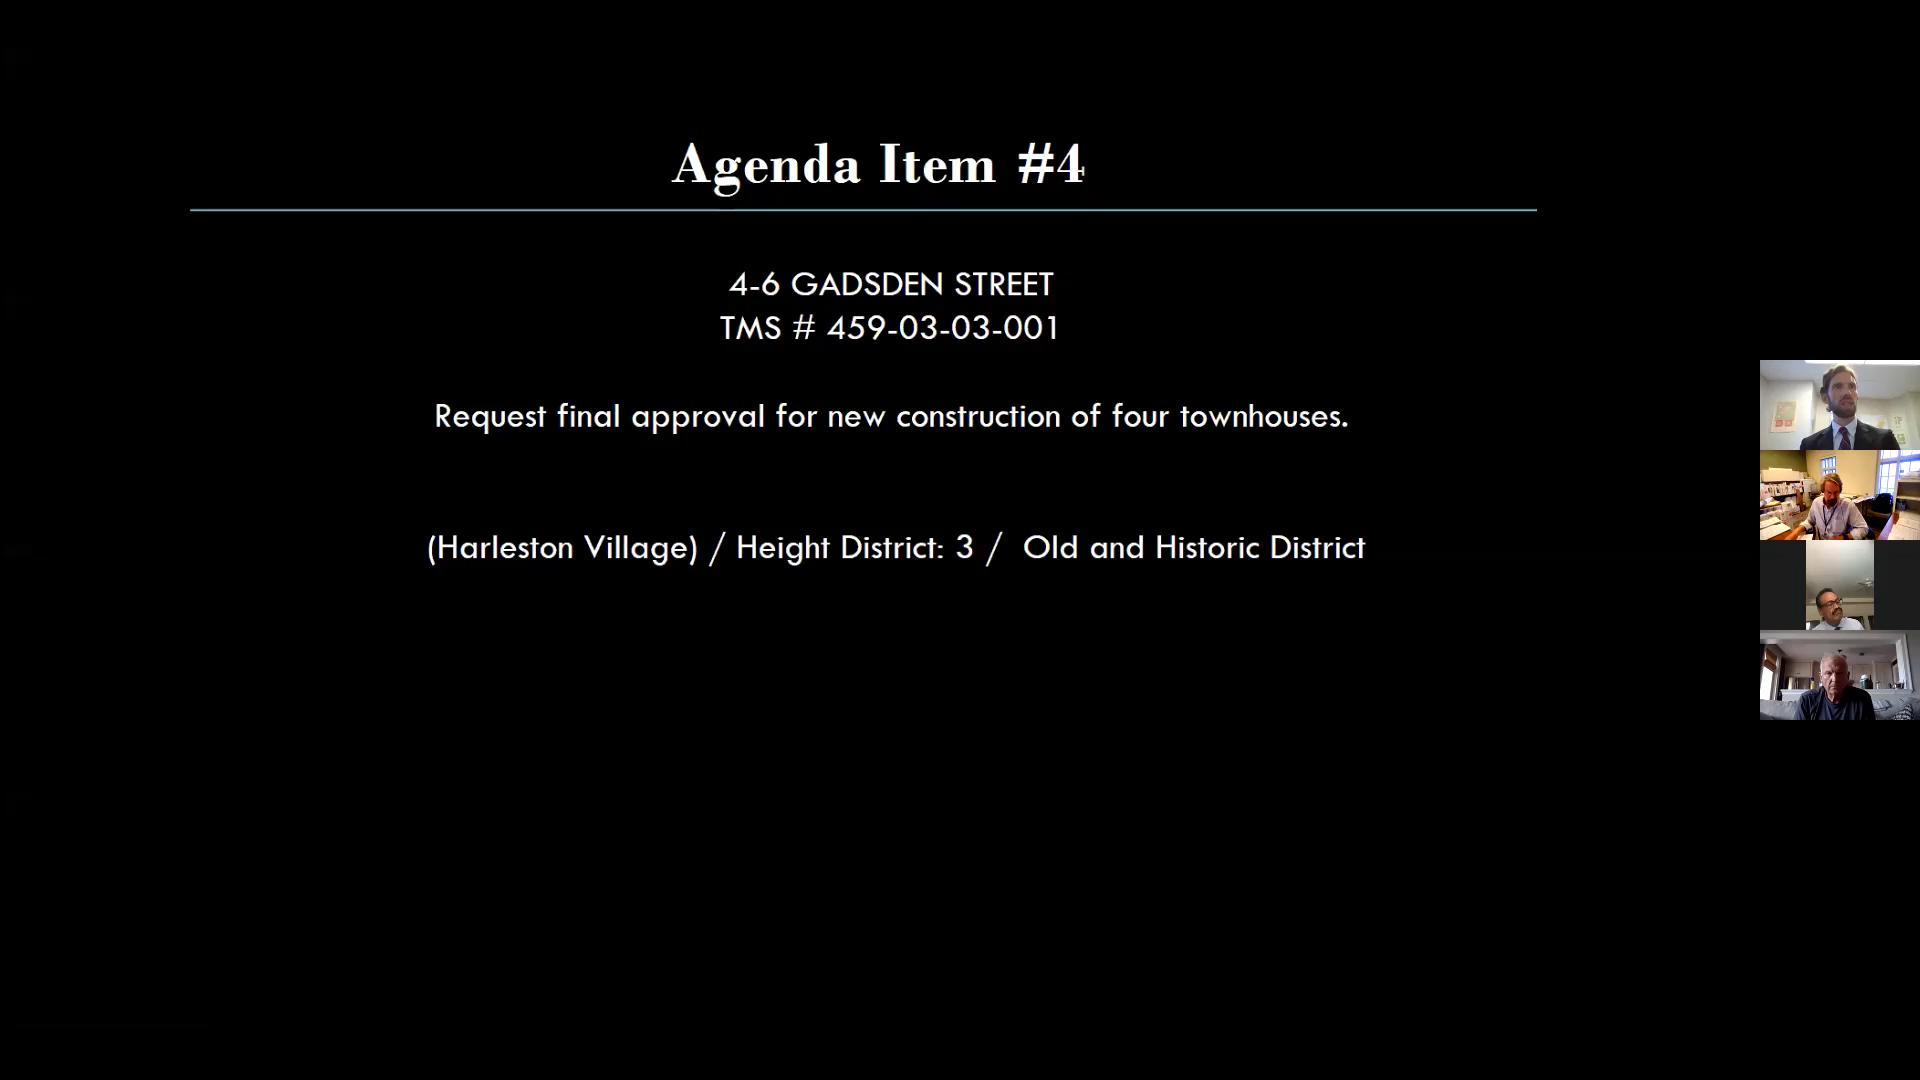 Agenda Item #4
4-6 GADSDEN STREET
TMS # 459-03-03-001
Request final approval for new construction of four townhouses.
(Harleston Village) / Height District: 3 / Old and Historic District